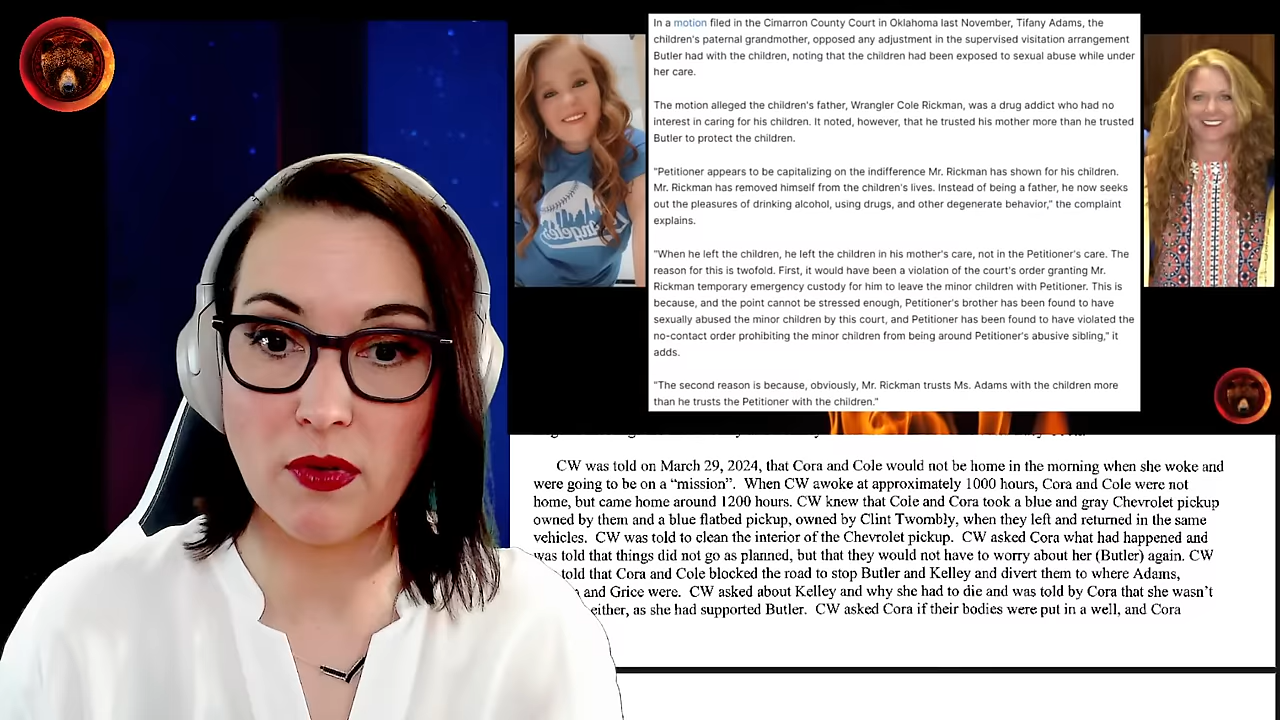 In a motion filed in the Cimarron County Court in Oklahoma last November, Tifany Adams, the
children's paternal grandmother, opposed any adjustment in the supervised visitation arrangement
Butler had with the children, noting that the children had been exposed to sexual abuse while under
her care.
The motion alleged the children's father, Wrangler Cole Rickman, was a drug addict who had no
interest in caring for his children. It noted, however, that he trusted his mother more than he trusted
Butler to protect the children.
"Petitioner appears to be capitalizing on the indifference Mr. Rickman has shown for his children.
Mr. Rickman has removed himself from the children's lives. Instead of being a father, he now seeks
out the pleasures of drinking alcohol, using drugs, and other degenerate behavior," the complaint
explains.
"When he left the children, he left the children in his mother's care, not in the Petitioner's care. The
reason for this is twofold. First, it would have been a violation of the court's order granting Mr.
Rickman temporary emergency custody for him to leave the minor children with Petitioner. This is
because, and the point cannot be stressed enough, Petitioner's brother has been found to have
sexually abused the minor children by this court, and Petitioner has been found to have violated the
no-contact order prohibiting the minor children from being around Petitioner's abusive sibling," it
adds.
"The second reason is because, obviously, Mr. Rickman trusts Ms. Adams with the children more
than he trusts the Petitioner with the children."
CW was told on March 29, 2024, that Cora and Cole would not be home in the morning when she woke and
were going to be on a "mission". When CW awoke at approximately 1000 hours, Cora and Cole were not
home, but came home around 1200 hours. CW knew that Cole and Cora took a blue and gray Chevrolet pickup
owned by them and a blue flatbed pickup, owned by Clint Twombly, when they left and returned in the same
vehicles. CW was told to clean the interior of the Chevrolet pickup. CW asked Cora what had happened and
was told that things did not go as planned, but that they would not have to worry about her (Butler) again. CW
told that Cora and Cole blocked the road to stop Butler and Kelley and divert them to where Adams,
and Grice were. CW asked about Kelley and why she had to die and was told by Cora that she wasn't
either, as she had supported Butler. CW asked Cora if their bodies were put in a well, and Cora